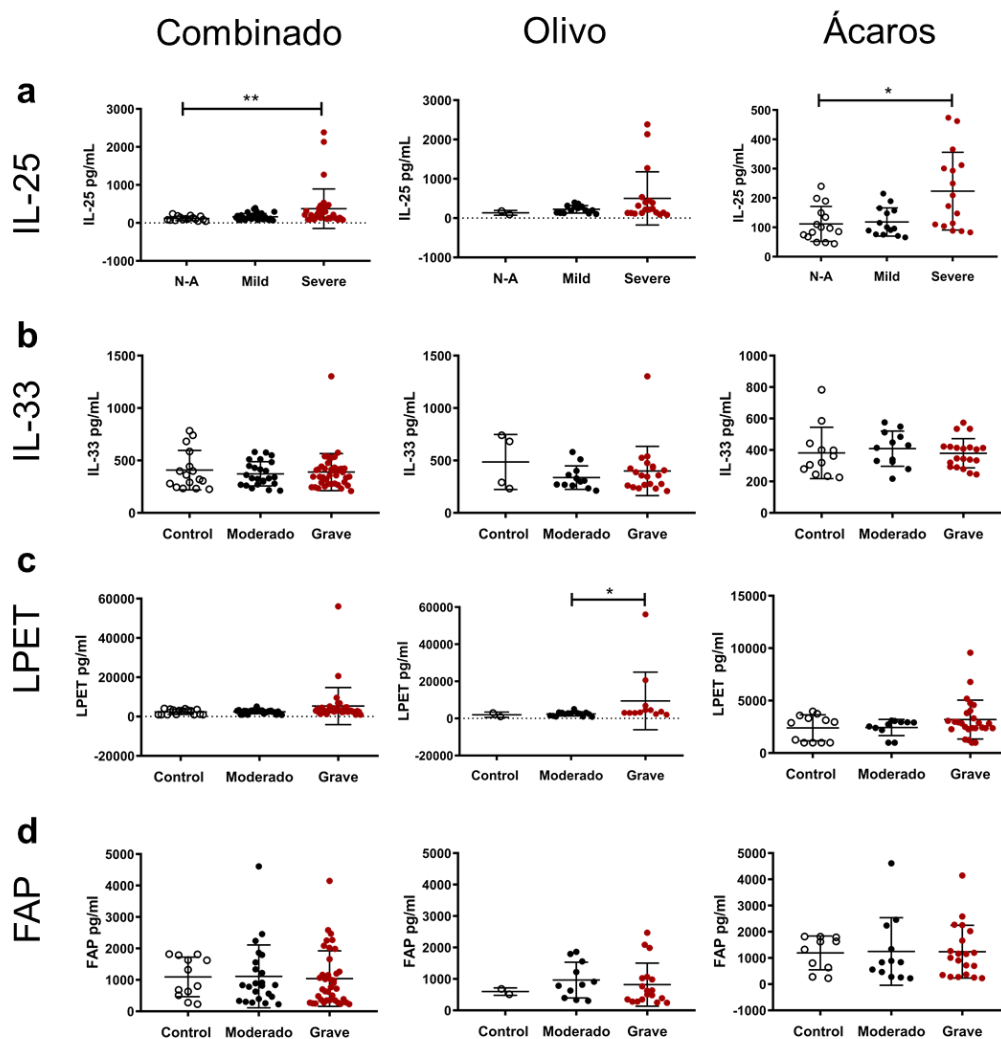 Combinado Olivo Ácaros
a
IL-25
**
3000
2000
1000
0
-1000
IL-25 pg/mL
N-A Mild Severe
3000
2000
1000
0
-1000
IL-25 pg/mL
N-A Mild Severe
*
500
400
300
200
100
0
IL-25 pg/mL
N-A Mild Severe
b
IL-33
1500
1000
500
0
IL-33 pg/mL
Control Moderado Grave
1500
1000
500
0
IL-33 pg/mL
Control Moderado Grave
1000
800
600
400
200
0
IL-33 pg/mL
Control Moderado Grave
c
LPET
60000
40000
20000
0
-20000
LPET pg/ml
Control Moderado Grave
*
60000
40000
20000
0
-20000
LPET pg/ml
Control Moderado Grave
15000
10000
5000
0
LPET pg/ml
Control Moderado Grave
d
FAP
5000
4000
3000
2000
1000
0
FAP pg/ml
Control Moderado Grave
5000
4000
3000
2000
1000
0
FAP pg/ml
Control Moderado Grave
5000
4000
3000
2000
1000
0
-1000
FAP pg/ml
Control Moderado Grave